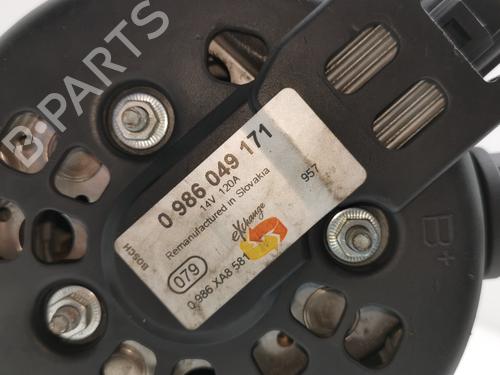 B-PARTS
BOSCH
0 986 049 171
14V 120A
Remanufactured in Slovakia
957
079
eXchange
0 986 XA8 581
B+